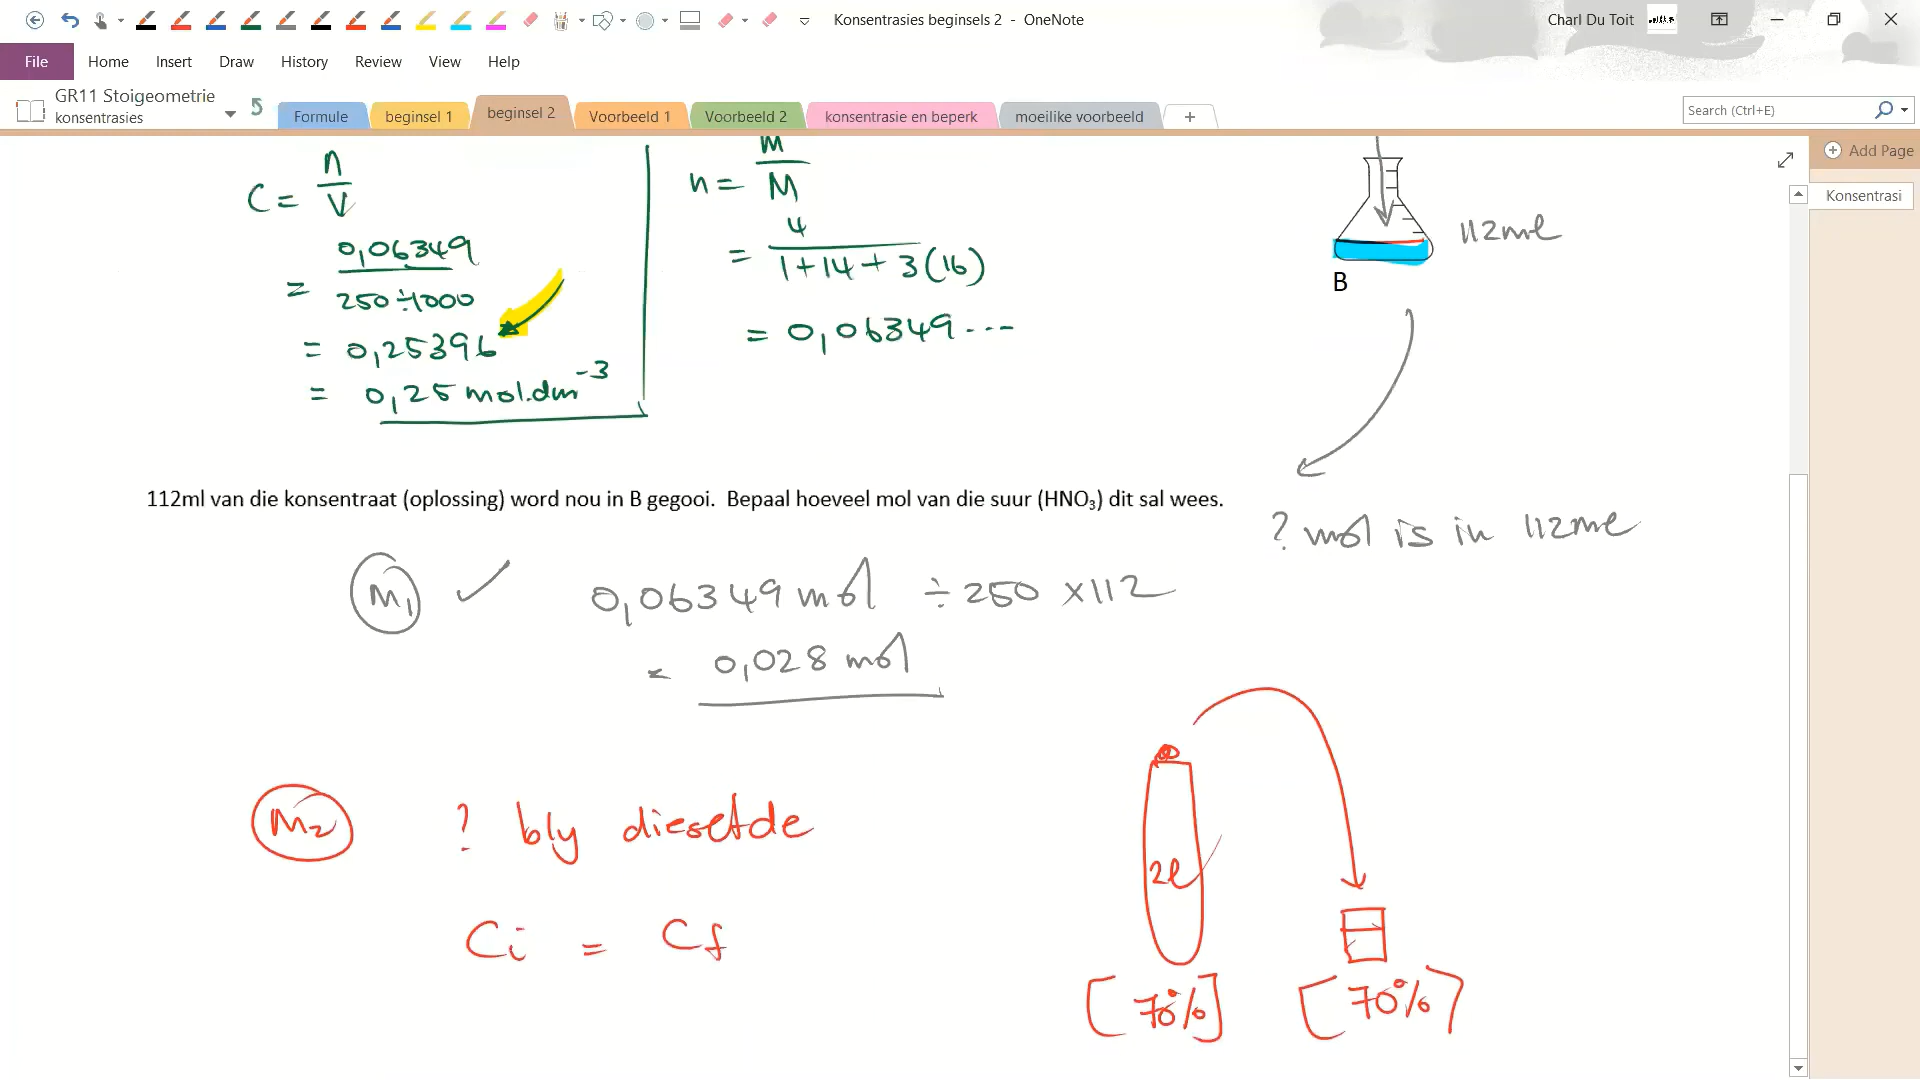 Konsentrasies beginsels 2 - OneNote
Charl Du Toit
File Home Insert Draw History Review View Help
GR11 Stoigeometrie
konsentrasies
Formule beginsel 1 beginsel 2 Voorbeeld 1 Voorbeeld 2 konsentrasie en beperk moeilike voorbeeld +
Search (Ctrl+E)
Add Page
Konsentrasi
C = n/V
= 0,06349 / 250÷1000
= 0,25396
= 0,25 mol.dm⁻³
n = m/M
= 4 / 1+14+3(16)
= 0,06349...
112ml
B
112ml van die konsentraat (oplossing) word nou in B gegooi. Bepaal hoeveel mol van die suur (HNO₃) dit sal wees.
? mol is in 112ml
M1 ✓ 0,06349 mol ÷250 ×112
= 0,028 mol
M2 ? bly dieselfde
Ci = Cf
2l
[70%] [70%]